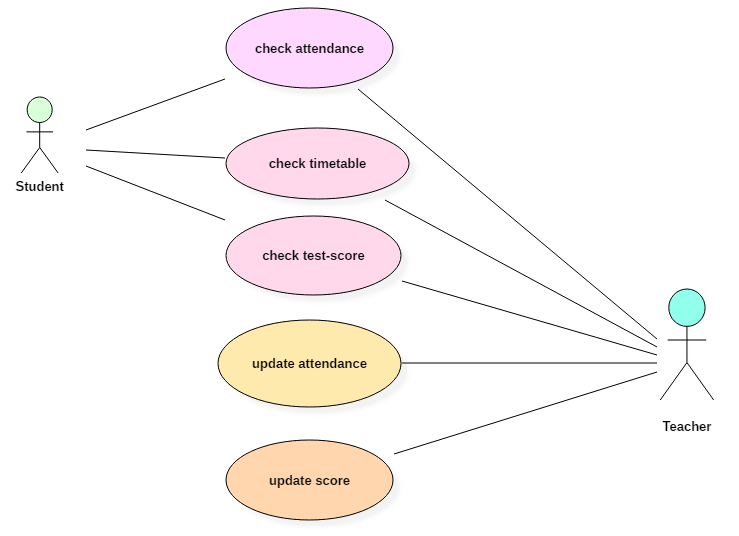 check attendance
Student
check timetable
check test-score
update attendance
Teacher
update score